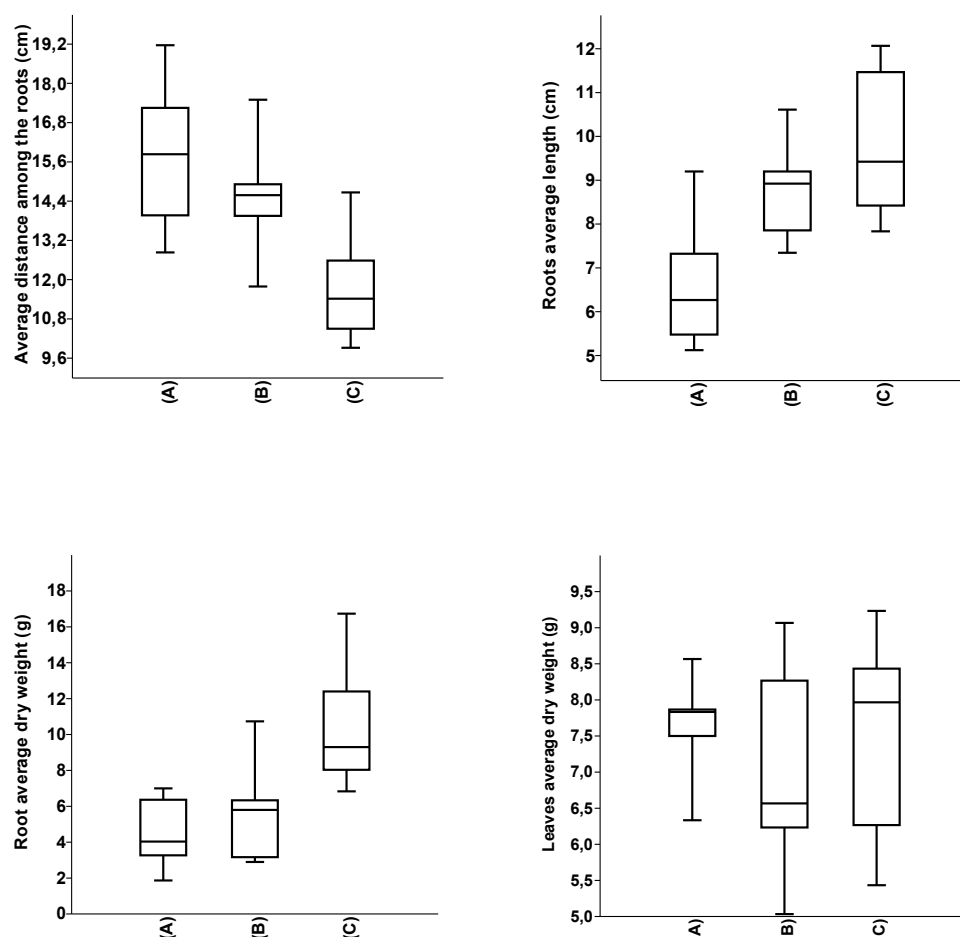 Average distance among the roots (cm)
19,2
18,0
16,8
15,6
14,4
13,2
12,0
10,8
9,6
(A)
(B)
(C)
Roots average length (cm)
12
11
10
9
8
7
6
5
(A)
(B)
(C)
Root average dry weight (g)
18
16
14
12
10
8
6
4
2
0
(A)
(B)
(C)
Leaves average dry weight (g)
9,5
9,0
8,5
8,0
7,5
7,0
6,5
6,0
5,5
5,0
A)
B)
C)